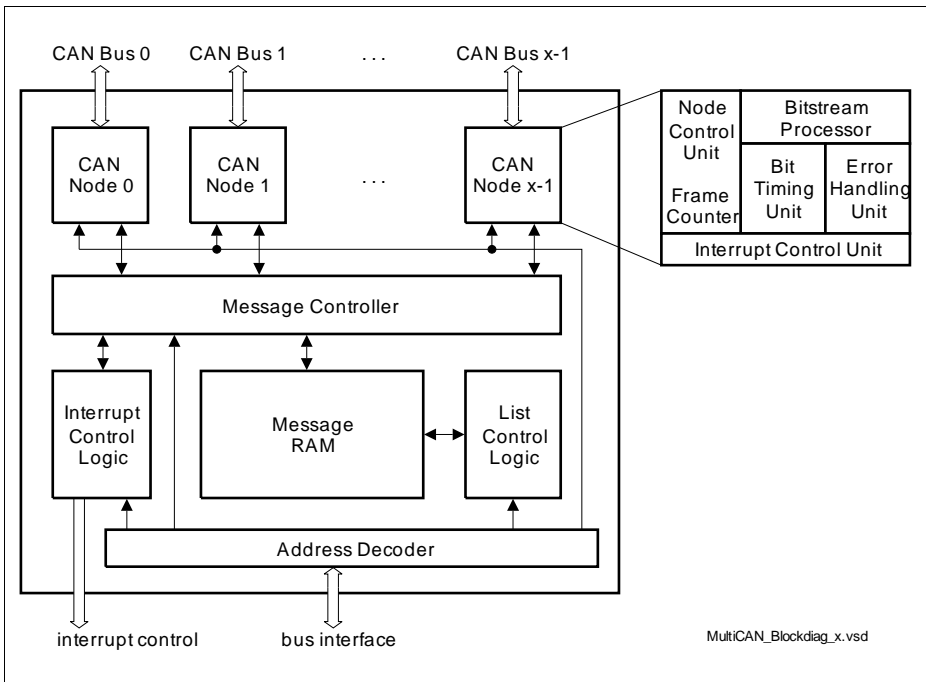 CAN Bus 0
CAN Bus 1
. . .
CAN Bus x-1
CAN
Node 0
CAN
Node 1
. . .
CAN
Node x-1
Node
Control
Unit
Frame
Counter
Bitstream
Processor
Bit
Timing
Unit
Error
Handling
Unit
Interrupt Control Unit
Message Controller
Interrupt
Control
Logic
Message
RAM
List
Control
Logic
Address Decoder
interrupt control
bus interface
MultiCAN_Blockdiag_x.vsd